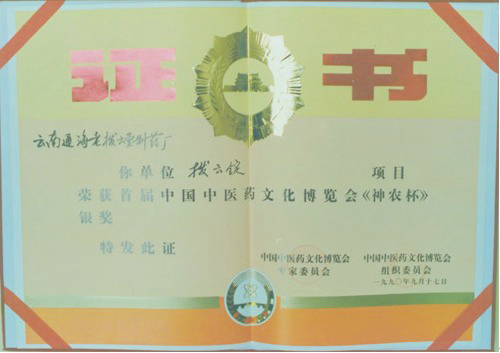 证书
云南通海老拨云堂制药厂
你单位 拨云锭 项目
荣获首届中国中医药文化博览会《神农杯》
银奖
特发此证
中国中医药文化博览会 中国中医药文化博览会
专家委员会 组织委员会
一九九〇年九月十七日